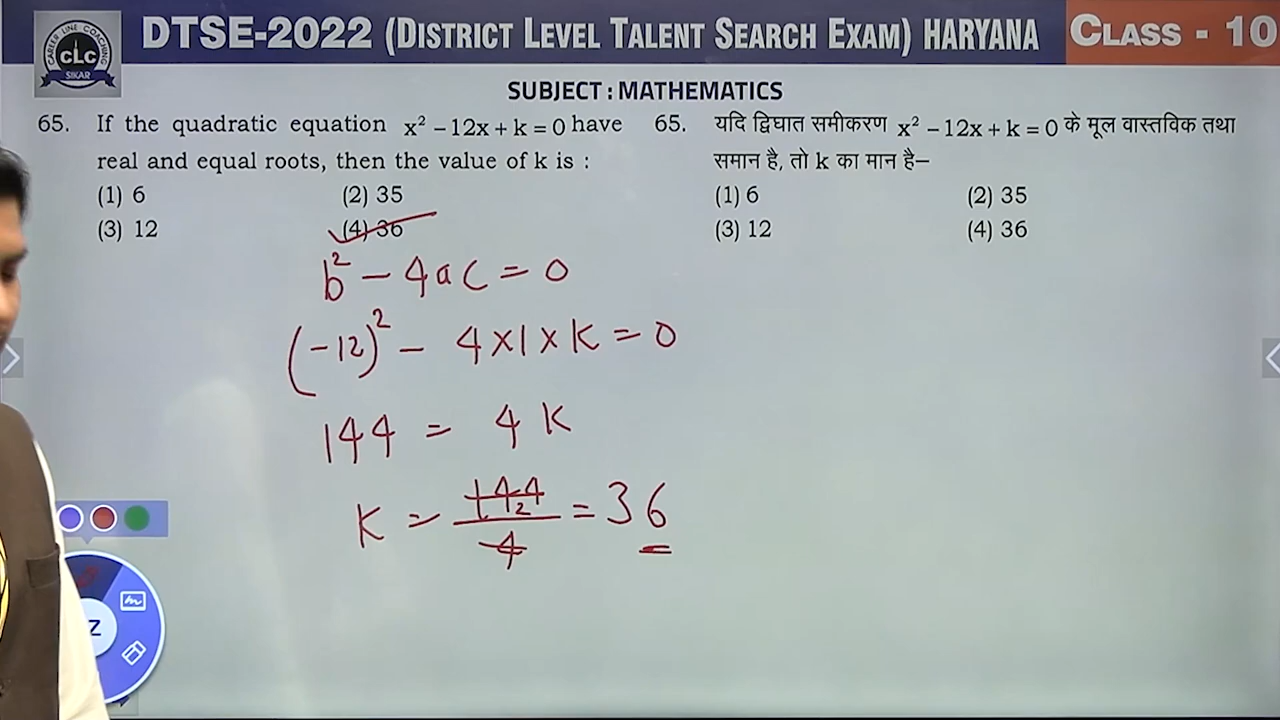 CAREER LINE COACHING
CLC
SIKAR
DTSE-2022 (DISTRICT LEVEL TALENT SEARCH EXAM) HARYANA
CLASS - 10
SUBJECT : MATHEMATICS
65. If the quadratic equation x² – 12x + k = 0 have
real and equal roots, then the value of k is :
(1) 6 (2) 35
(3) 12 (4) 36
65. यदि द्विघात समीकरण x² – 12x + k = 0 के मूल वास्तविक तथा
समान है, तो k का मान है–
(1) 6 (2) 35
(3) 12 (4) 36
b² – 4ac = 0
(-12)² – 4×1×K = 0
144 = 4K
K = 144/4 = 36
Z